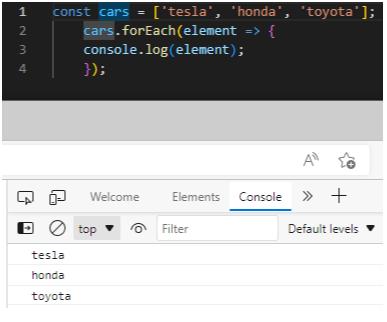 1 const cars = ['tesla', 'honda', 'toyota'];
2 cars.forEach(element => {
3 console.log(element);
4 });
A
Welcome Elements Console
top Filter Default levels
tesla
honda
toyota